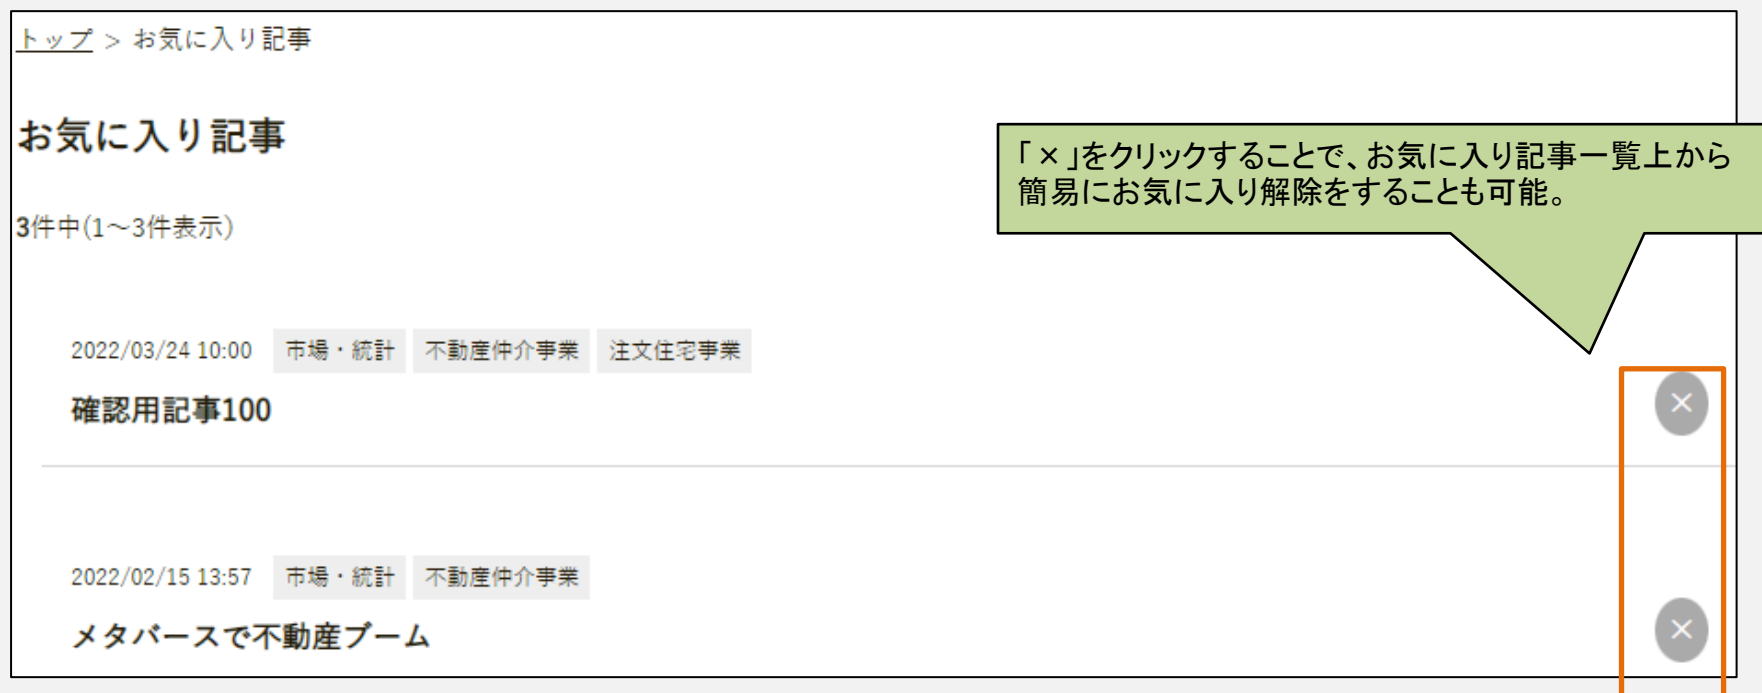 トップ > お気に入り記事
お気に入り記事
「×」をクリックすることで、お気に入り記事一覧上から
簡易にお気に入り解除をすることも可能。
3件中(1～3件表示)
2022/03/24 10:00 市場・統計 不動産仲介事業 注文住宅事業
確認用記事100
×
2022/02/15 13:57 市場・統計 不動産仲介事業
メタバースで不動産ブーム
×